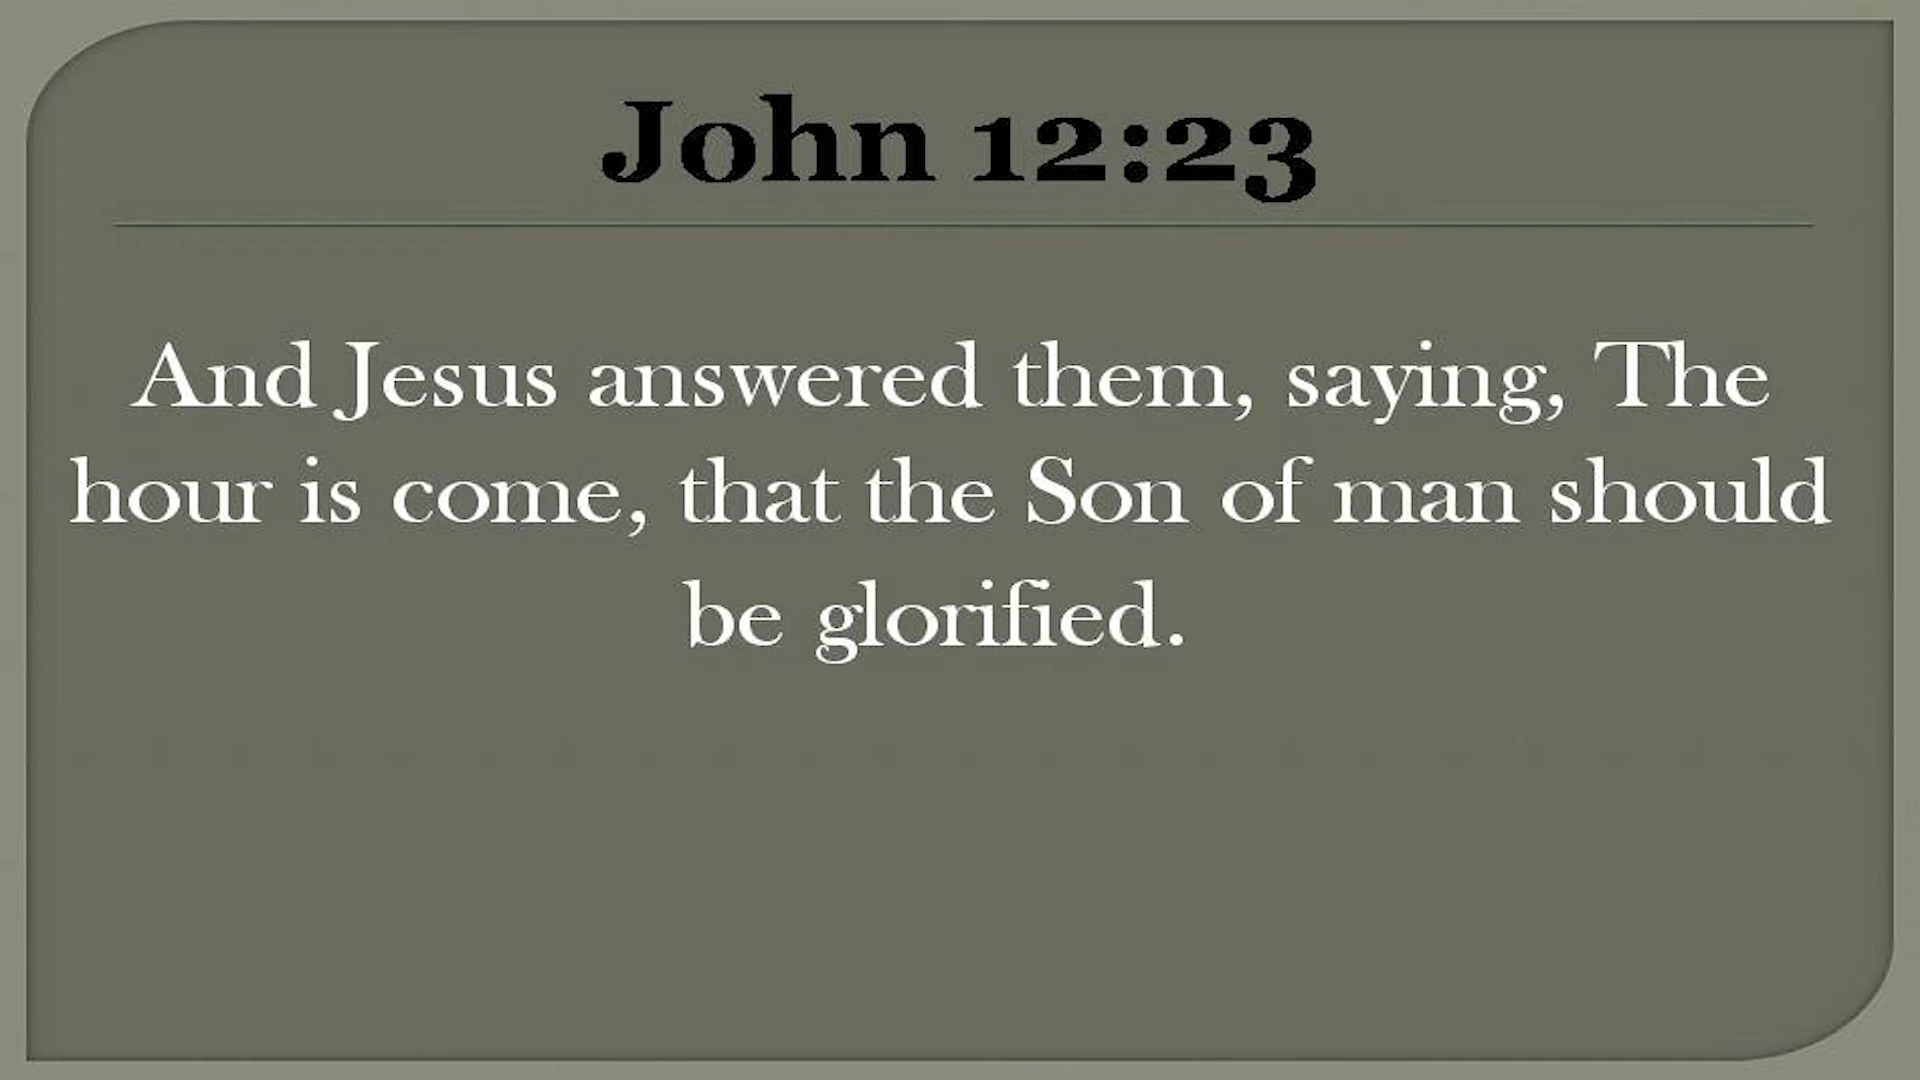 John 12:23
And Jesus answered them, saying, The
hour is come, that the Son of man should
be glorified.